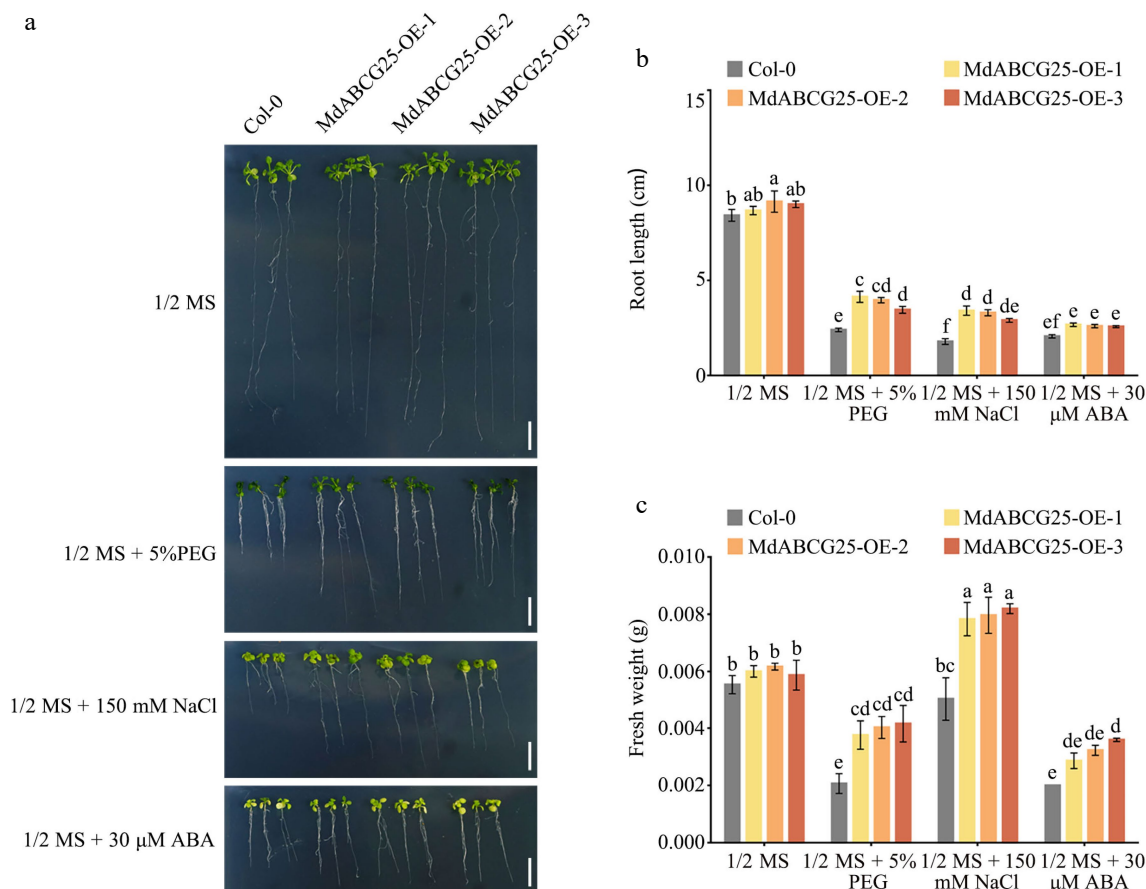 a
Col-0
MdABCG25-OE-1
MdABCG25-OE-2
MdABCG25-OE-3
1/2 MS
1/2 MS + 5%PEG
1/2 MS + 150 mM NaCl
1/2 MS + 30 μM ABA
b
Col-0
MdABCG25-OE-1
MdABCG25-OE-2
MdABCG25-OE-3
Root length (cm)
15
10
5
0
b ab a ab
e c cd d
f d d de
ef e e e
1/2 MS
1/2 MS + 5%
PEG
1/2 MS + 150
mM NaCl
1/2 MS + 30
μM ABA
c
Col-0
MdABCG25-OE-1
MdABCG25-OE-2
MdABCG25-OE-3
Fresh weight (g)
0.010
0.008
0.006
0.004
0.002
0.000
b b b b
e cd cd cd
bc a a a
e de de d
1/2 MS
1/2 MS + 5%
PEG
1/2 MS + 150
mM NaCl
1/2 MS + 30
μM ABA